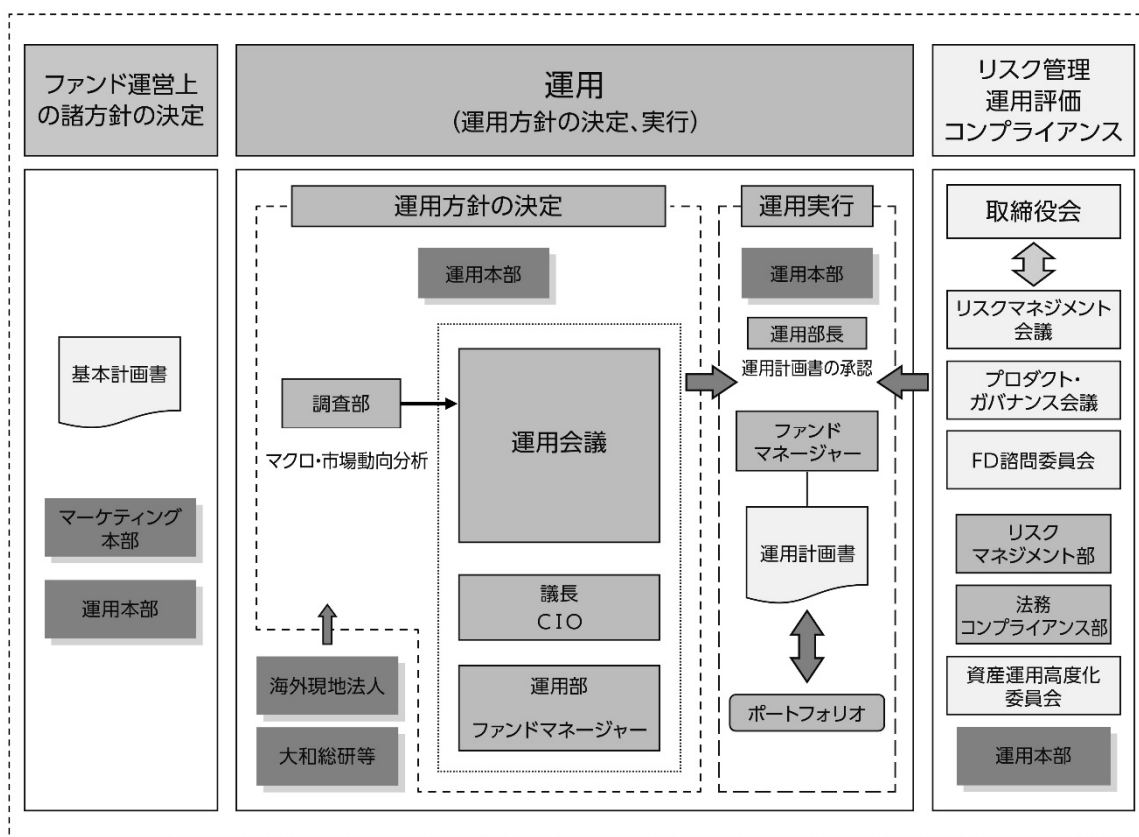 ファンド運営上
の諸方針の決定
運用
(運用方針の決定、実行)
リスク管理
運用評価
コンプライアンス
基本計画書
マーケティング
本部
運用本部
運用方針の決定
運用本部
調査部
マクロ・市場動向分析
運用会議
議長
CIO
運用部
ファンドマネージャー
海外現地法人
大和総研等
運用実行
運用本部
運用部長
運用計画書の承認
ファンド
マネージャー
運用計画書
ポートフォリオ
取締役会
リスクマネジメント
会議
プロダクト・
ガバナンス会議
FD諮問委員会
リスク
マネジメント部
法務
コンプライアンス部
資産運用高度化
委員会
運用本部